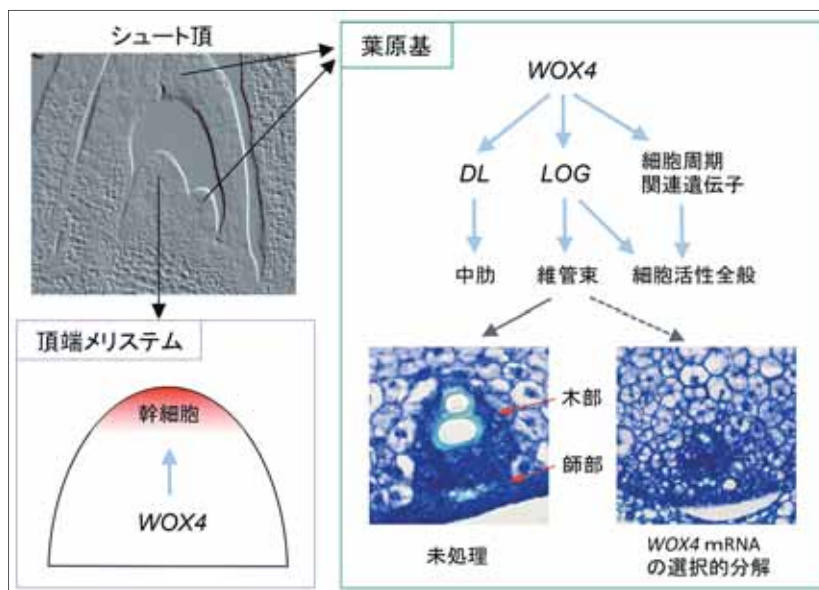 シュート頂
葉原基
WOX4
DL
LOG
細胞周期
関連遺伝子
中肋
維管束
細胞活性全般
木部
師部
未処理
WOX4 mRNA
の選択的分解
頂端メリステム
幹細胞
WOX4